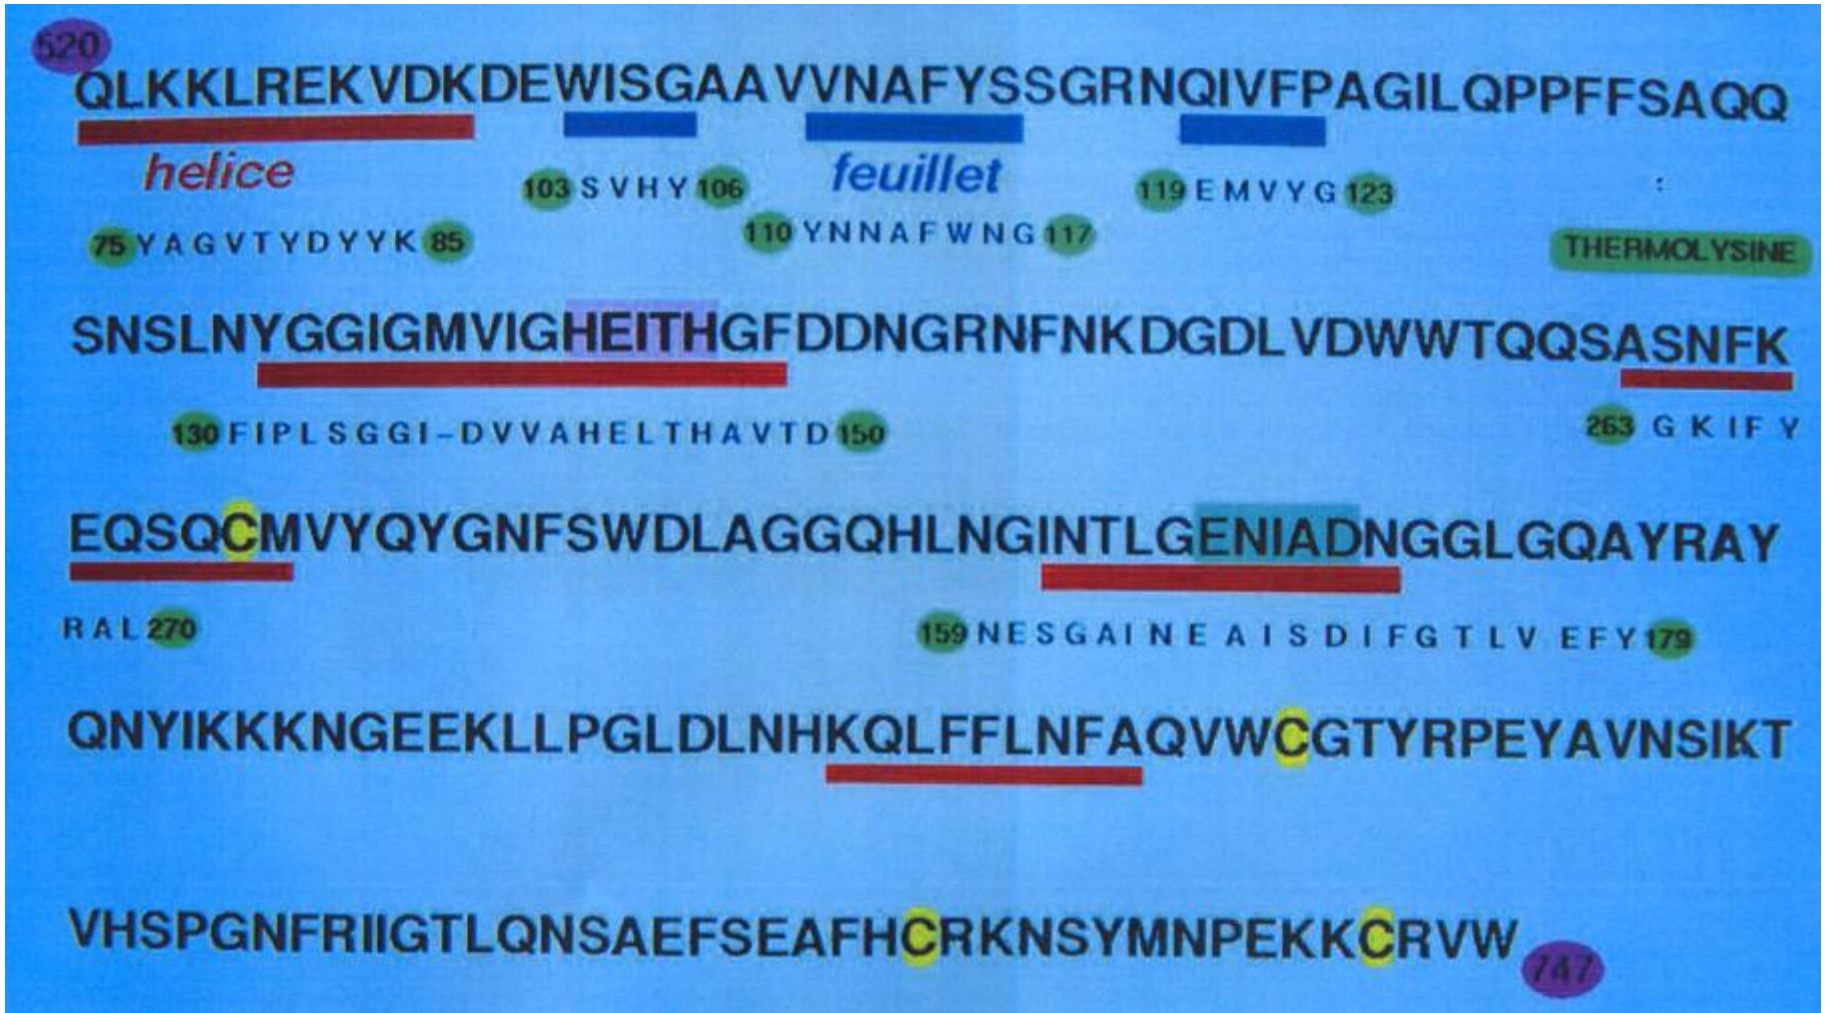 520
QLKKLREKVDKDEWISGAAVVNAFYSSGRNQIVFPAGILQPPFFSAQQ
helice feuillet
103 S V H Y 106 119 E M V Y G 123 :
75 Y A G V T Y D Y Y K 85 110 Y N N A F W N G 117 THERMOLYSINE
SNSLNYGGIGMVIGHEITHGFDDNGRNFNKDGDLVDWWTQQSASNFK
130 F I P L S G G I - D V V A H E L T H A V T D 150 263 G K I F Y
EQSQCMVYQYGNFSWDLAGGQHLNGINTLGENIADNGGLGQAYRAY
R A L 270 159 N E S G A I N E A I S D I F G T L V E F Y 179
QNYIKKKNGEEKLLPGLDLNHKQLFFLNFAQVWCGTYRPEYAVNSIKT
VHSPGNFRIIGTLQNSAEFSEAFHCRKNSYMNPEKKCRVW
747